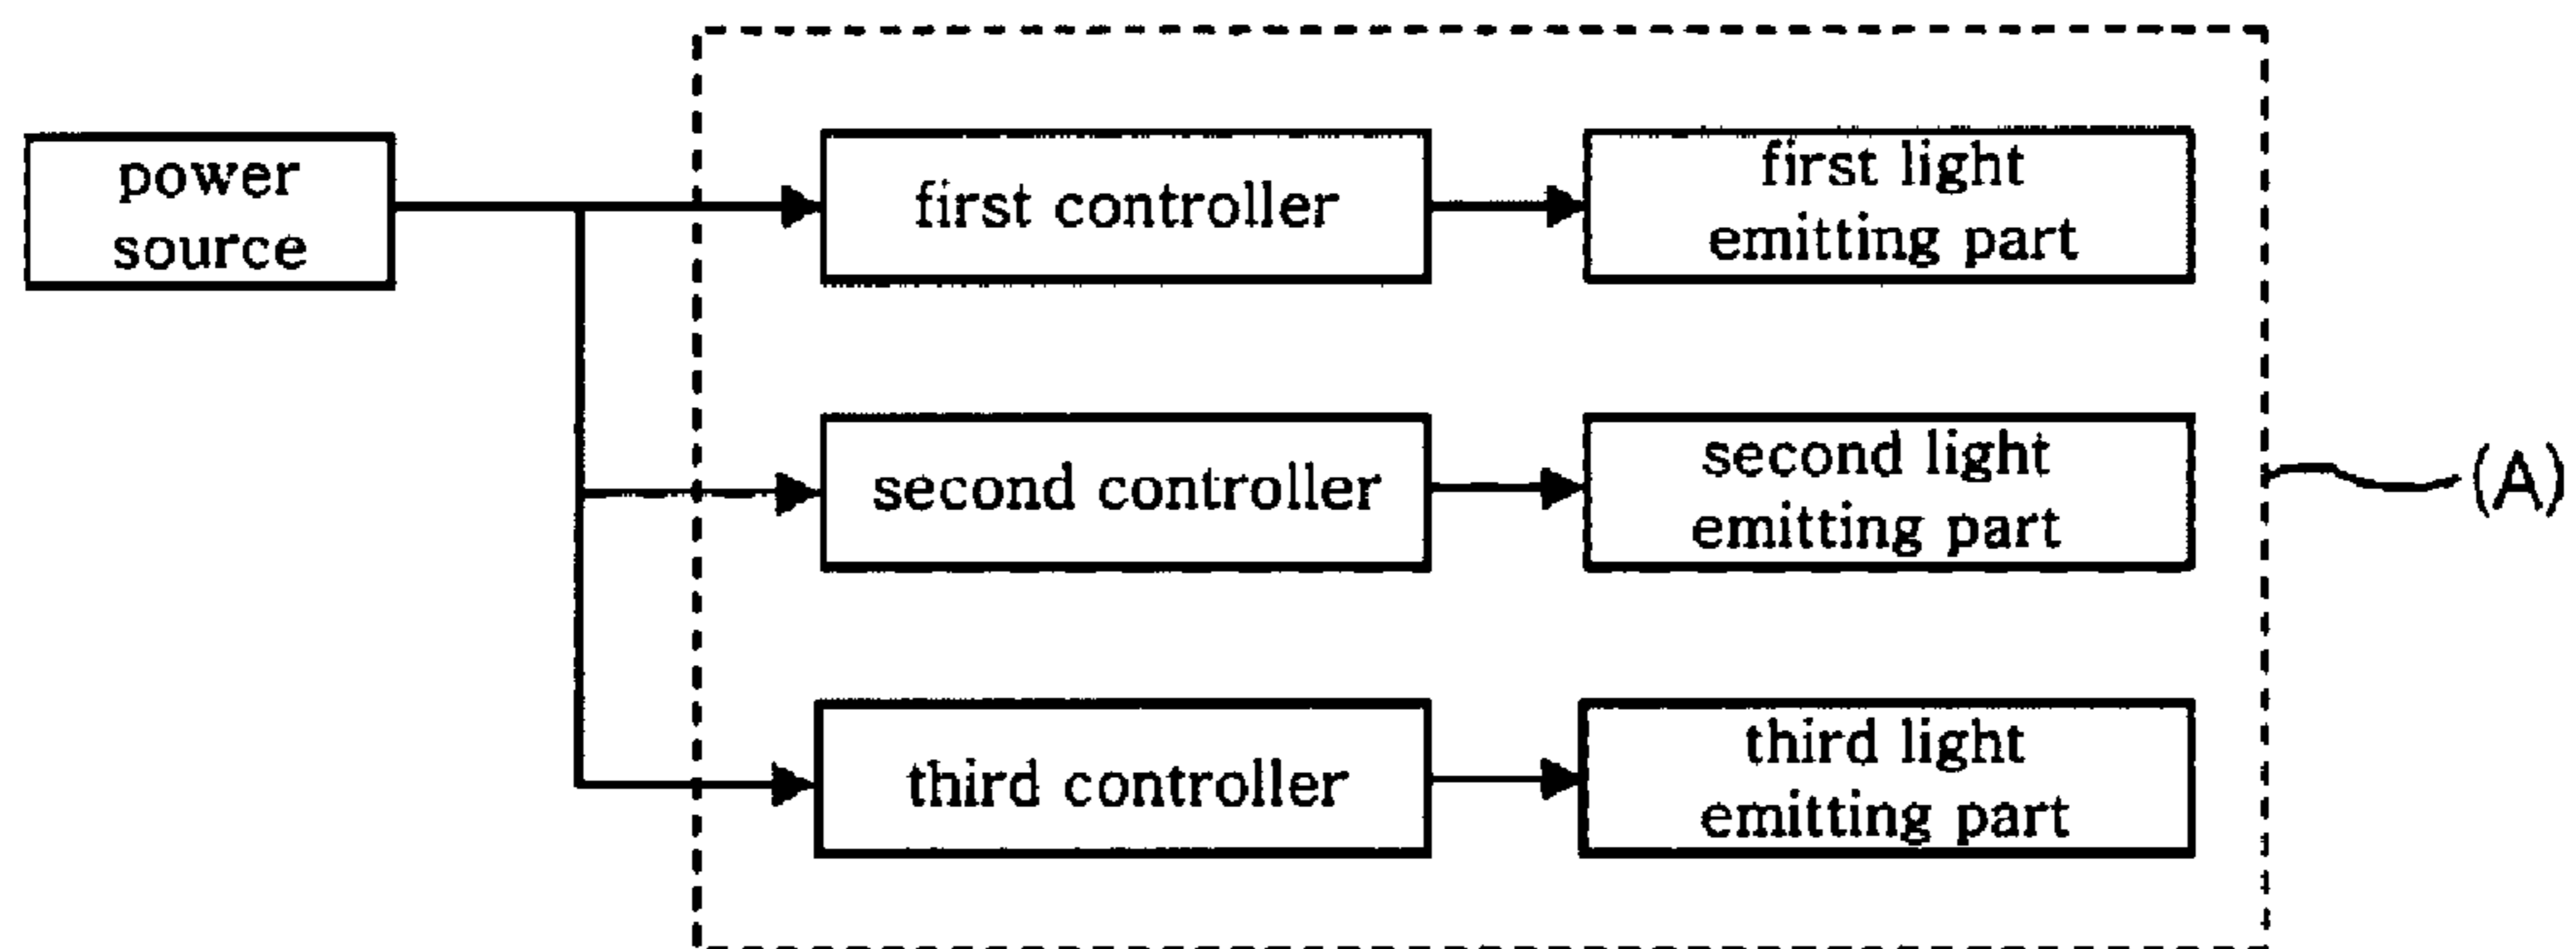 power
source
first controller
first light
emitting part
second controller
second light
emitting part
(A)
third controller
third light
emitting part